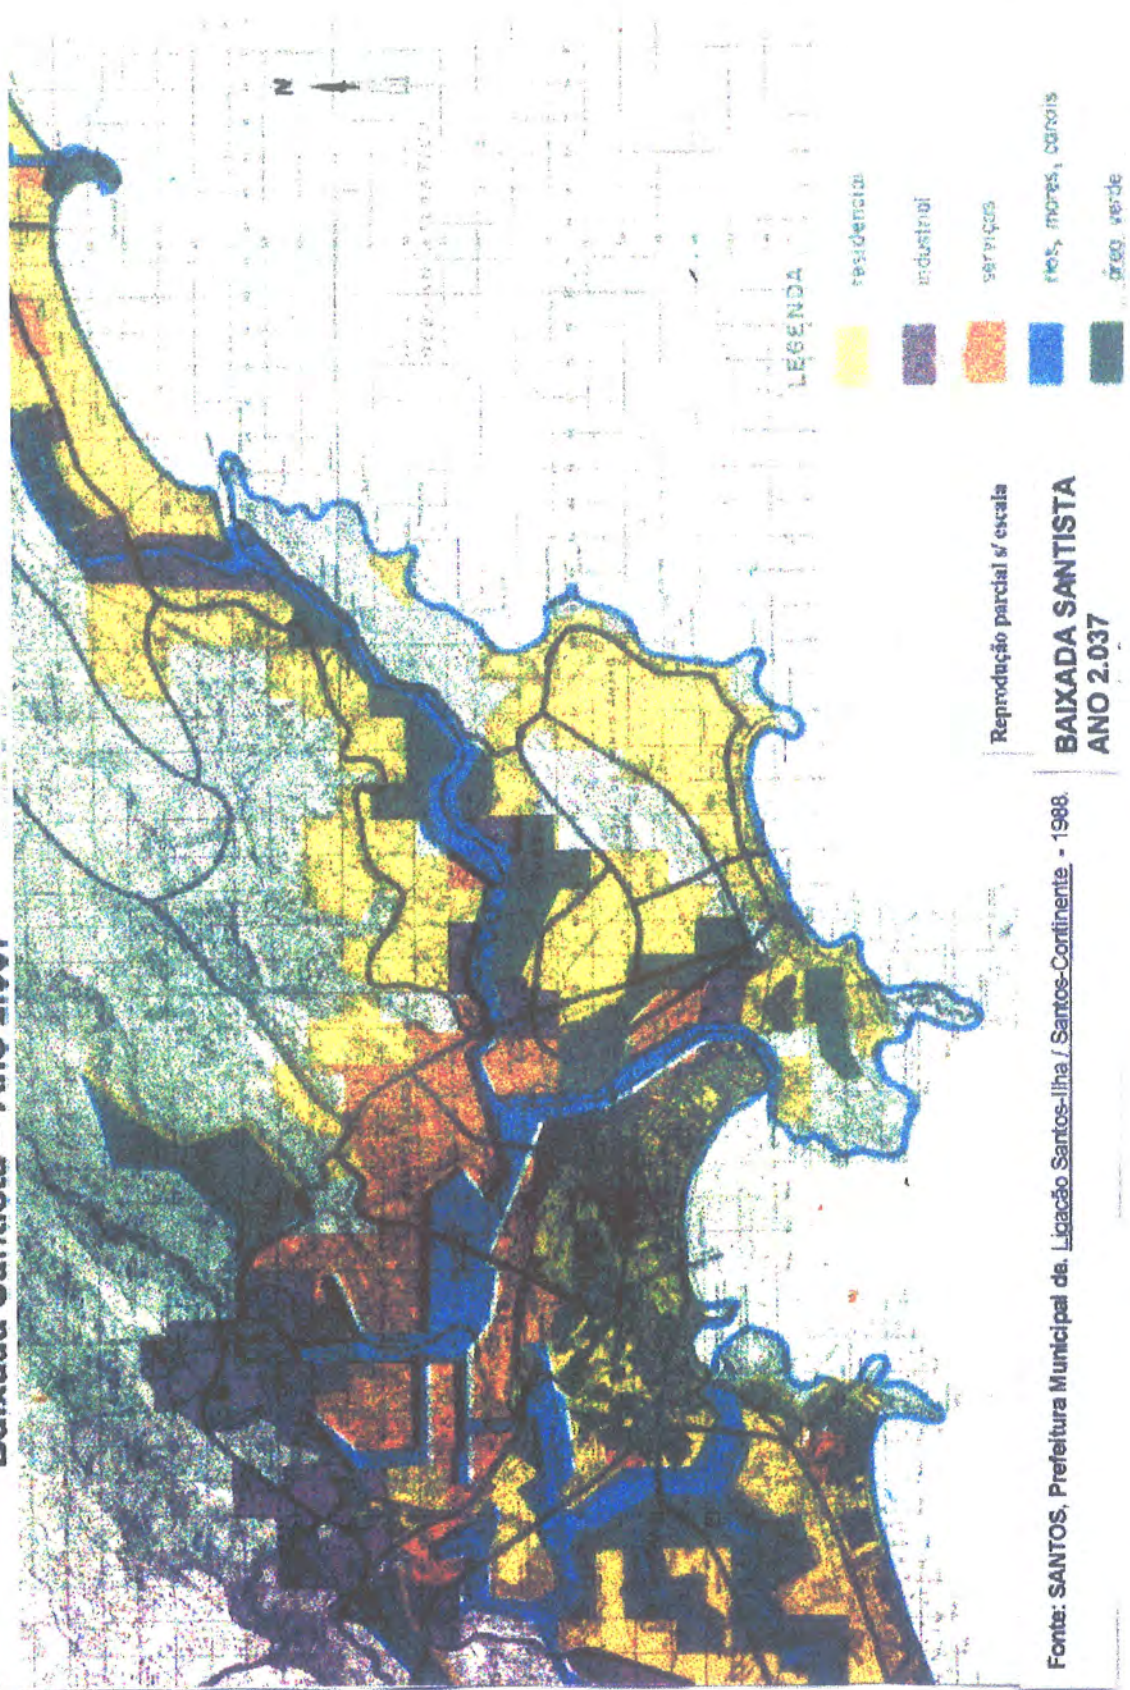 N
LEGENDA
residencial
industrial
serviços
rios, mares, canais
área verde
Reprodução parcial s/ escala
BAIXADA SANTISTA
ANO 2.037
Fonte: SANTOS, Prefeitura Municipal de. Ligação Santos-Ilha / Santos-Continente - 1988.